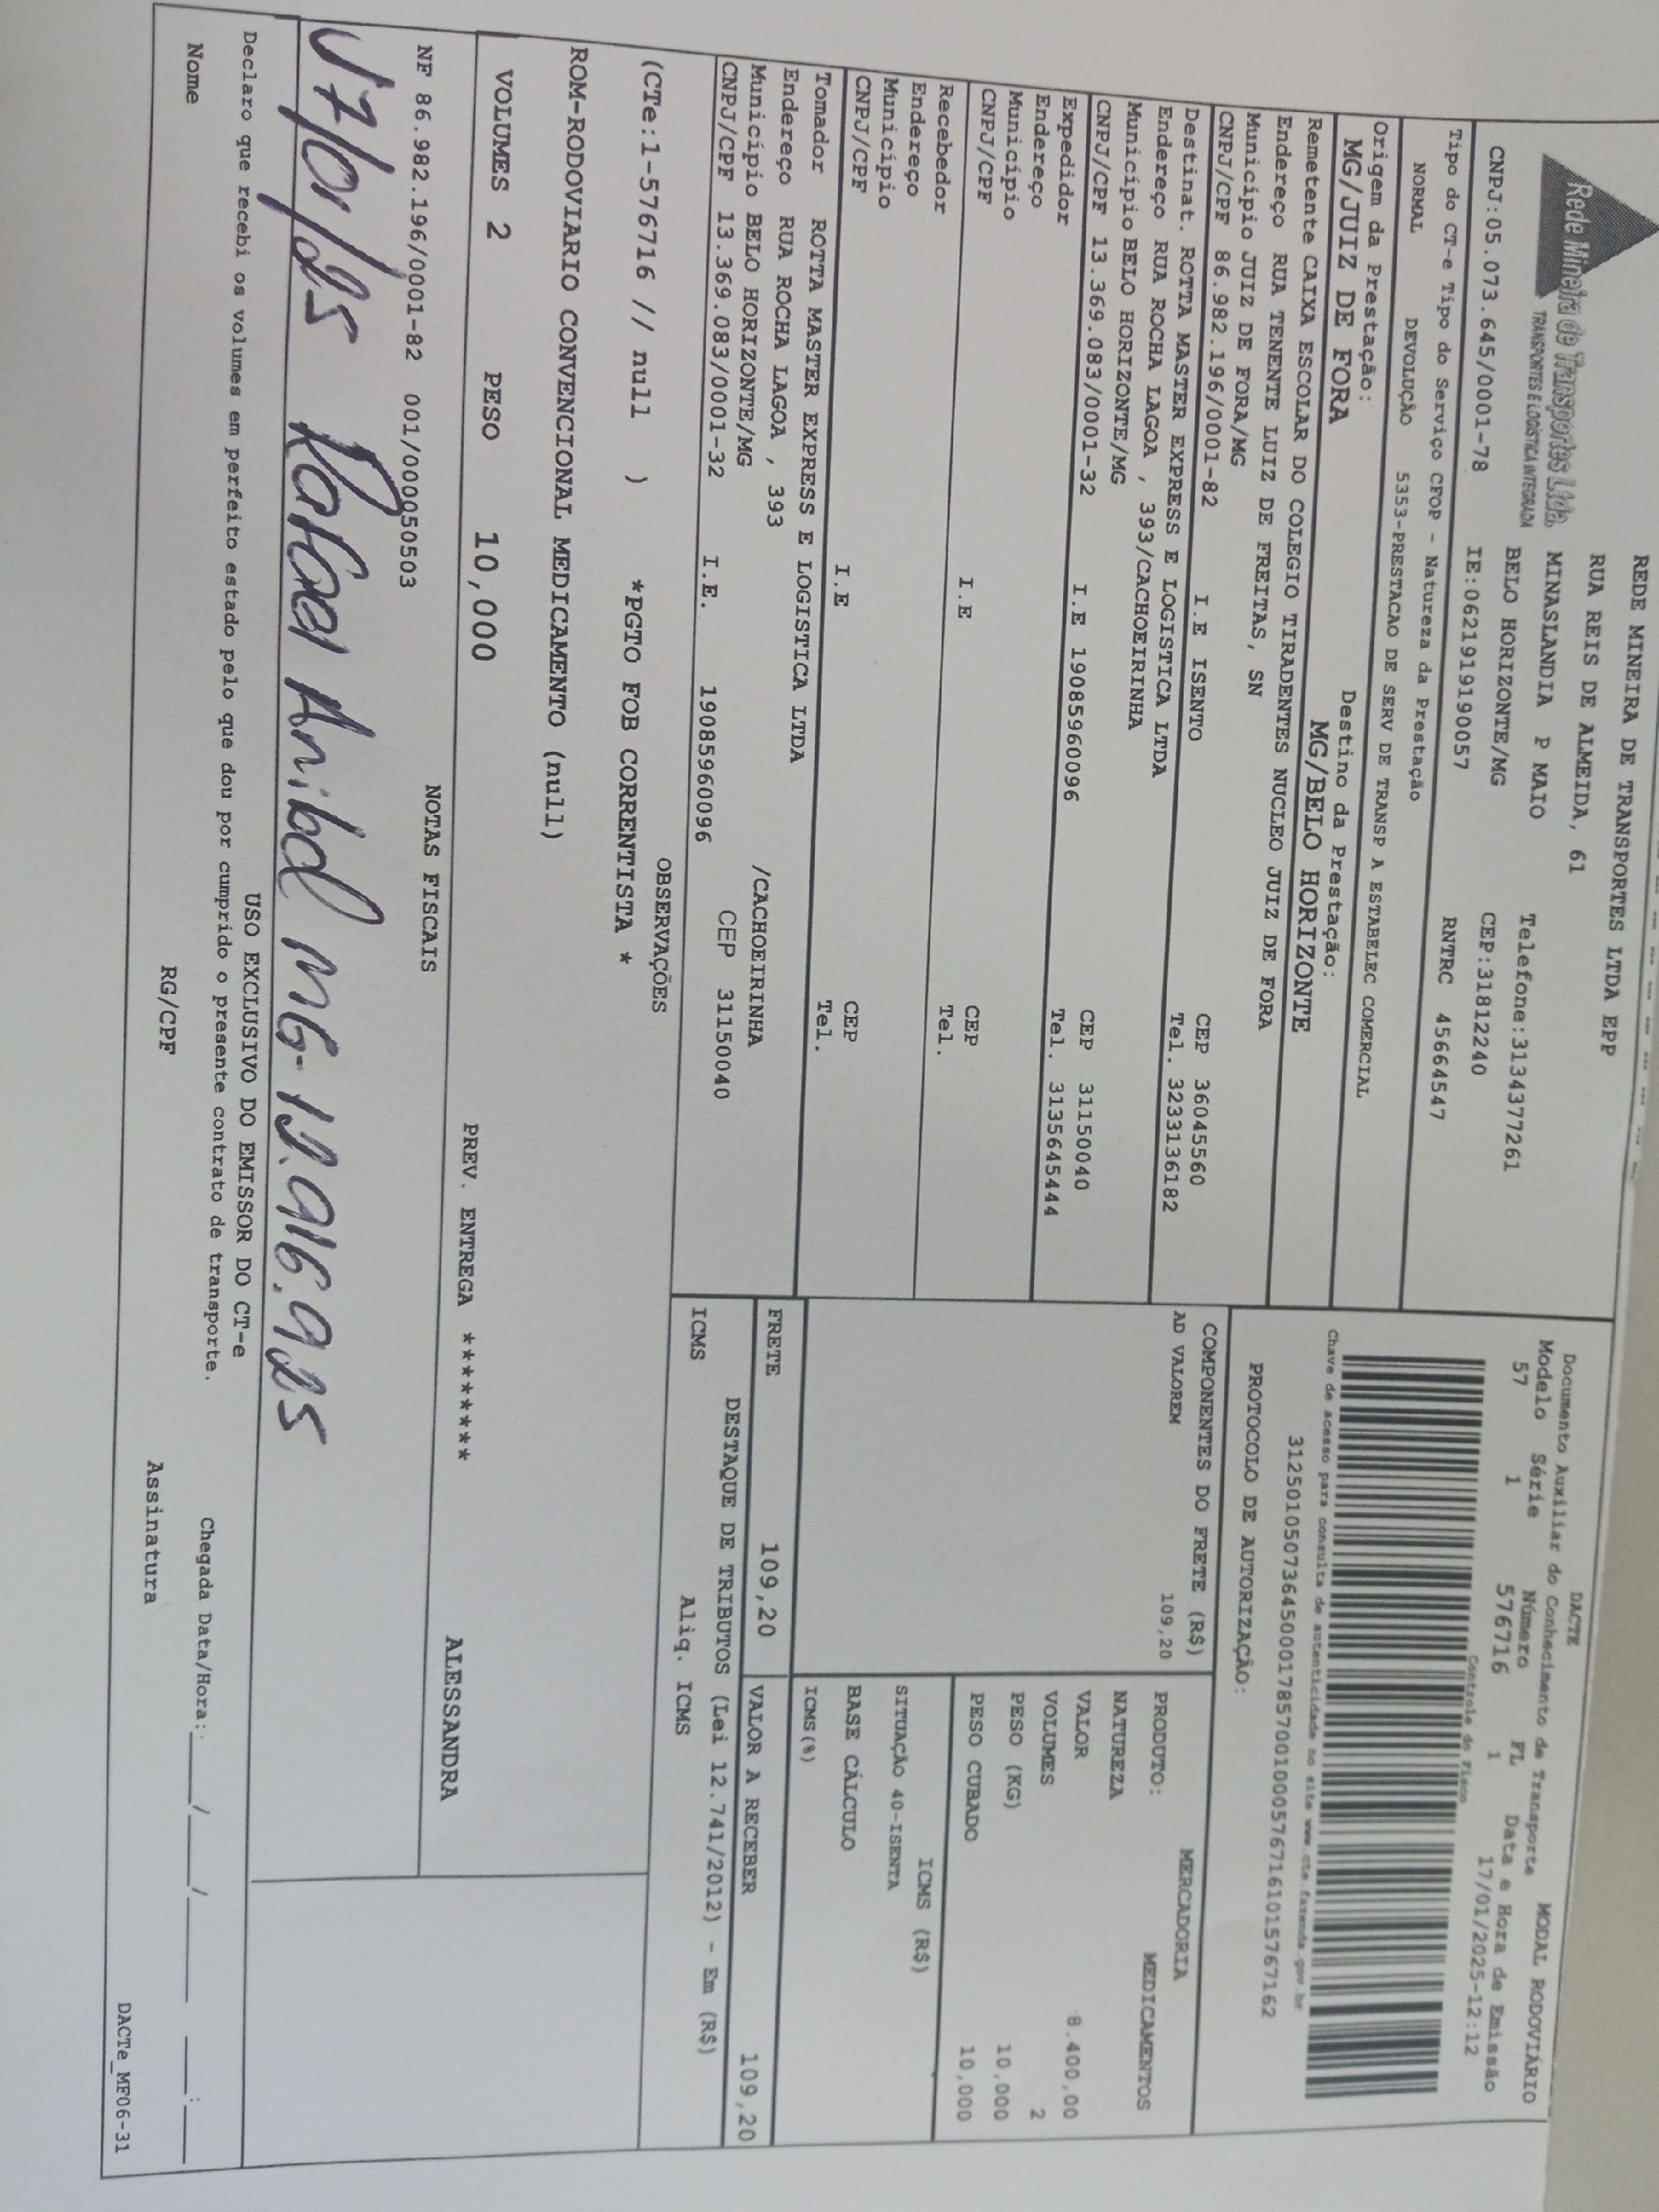 Rede Mineira de Transportes Ltda
TRANSPORTES E LOGÍSTICA INTEGRADA
REDE MINEIRA DE TRANSPORTES LTDA EPP
RUA REIS DE ALMEIDA, 61
MINASLANDIA P MAIO Telefone:3134377261
BELO HORIZONTE/MG CEP:31812240
CNPJ:05.073.645/0001-78 IE:0621919190057 RNTRC 45664547
DACTE
Documento Auxiliar do Conhecimento de Transporte MODAL RODOVIÁRIO
Modelo Série Número FL Data e Hora de Emissão
57 1 576716 1 17/01/2025-12:12
Controle do Fisco
Tipo do CT-e Tipo do Serviço CFOP - Natureza da Prestação
NORMAL DEVOLUÇÃO 5353-PRESTACAO DE SERV DE TRANSP A ESTABELEC COMERCIAL
Chave de acesso para consulta de autenticidade no site www.cte.fazenda.gov.br
31250105073645000178570010005767161015767162
PROTOCOLO DE AUTORIZAÇÃO:
Origem da Prestação: Destino da Prestação:
MG/JUIZ DE FORA MG/BELO HORIZONTE
Remetente CAIXA ESCOLAR DO COLEGIO TIRADENTES NUCLEO JUIZ DE FORA
Endereço RUA TENENTE LUIZ DE FREITAS, SN
Município JUIZ DE FORA/MG CEP 36045560
CNPJ/CPF 86.982.196/0001-82 I.E ISENTO Tel. 3233136182
Destinat. ROTTA MASTER EXPRESS E LOGISTICA LTDA
Endereço RUA ROCHA LAGOA , 393/CACHOEIRINHA
Município BELO HORIZONTE/MG CEP 31150040
CNPJ/CPF 13.369.083/0001-32 I.E 19085960096 Tel. 3135645444
Expedidor
Endereço
Município CEP
CNPJ/CPF I.E Tel.
Recebedor
Endereço
Município CEP
CNPJ/CPF I.E Tel.
Tomador ROTTA MASTER EXPRESS E LOGISTICA LTDA
Endereço RUA ROCHA LAGOA , 393 /CACHOEIRINHA
Município BELO HORIZONTE/MG CEP 31150040
CNPJ/CPF 13.369.083/0001-32 I.E. 19085960096
COMPONENTES DO FRETE (R$)
AD VALOREM 109,20
MERCADORIA
PRODUTO: MEDICAMENTOS
NATUREZA
VALOR 8.400,00
VOLUMES 2
PESO (KG) 10,000
PESO CUBADO 10,000
ICMS (R$)
SITUAÇÃO 40-ISENTA
BASE CÁLCULO
ICMS(%)
FRETE 109,20 VALOR A RECEBER 109,20
DESTAQUE DE TRIBUTOS (Lei 12.741/2012) - Em (R$)
ICMS Aliq. ICMS
OBSERVAÇÕES
(CTe:1-576716 // null ) *PGTO FOB CORRENTISTA *
ROM-RODOVIARIO CONVENCIONAL MEDICAMENTO (null)
VOLUMES 2 PESO 10,000 PREV. ENTREGA ******** ALESSANDRA
NOTAS FISCAIS
NF 86.982.196/0001-82 001/000050503
17/01/25 Rafael Anibal MG-19.916.925
USO EXCLUSIVO DO EMISSOR DO CT-e
Declaro que recebi os volumes em perfeito estado pelo que dou por cumprido o presente contrato de transporte.
Chegada Data/Hora:___/___/____ ___:___
Nome RG/CPF Assinatura
DACTe_MF06-31